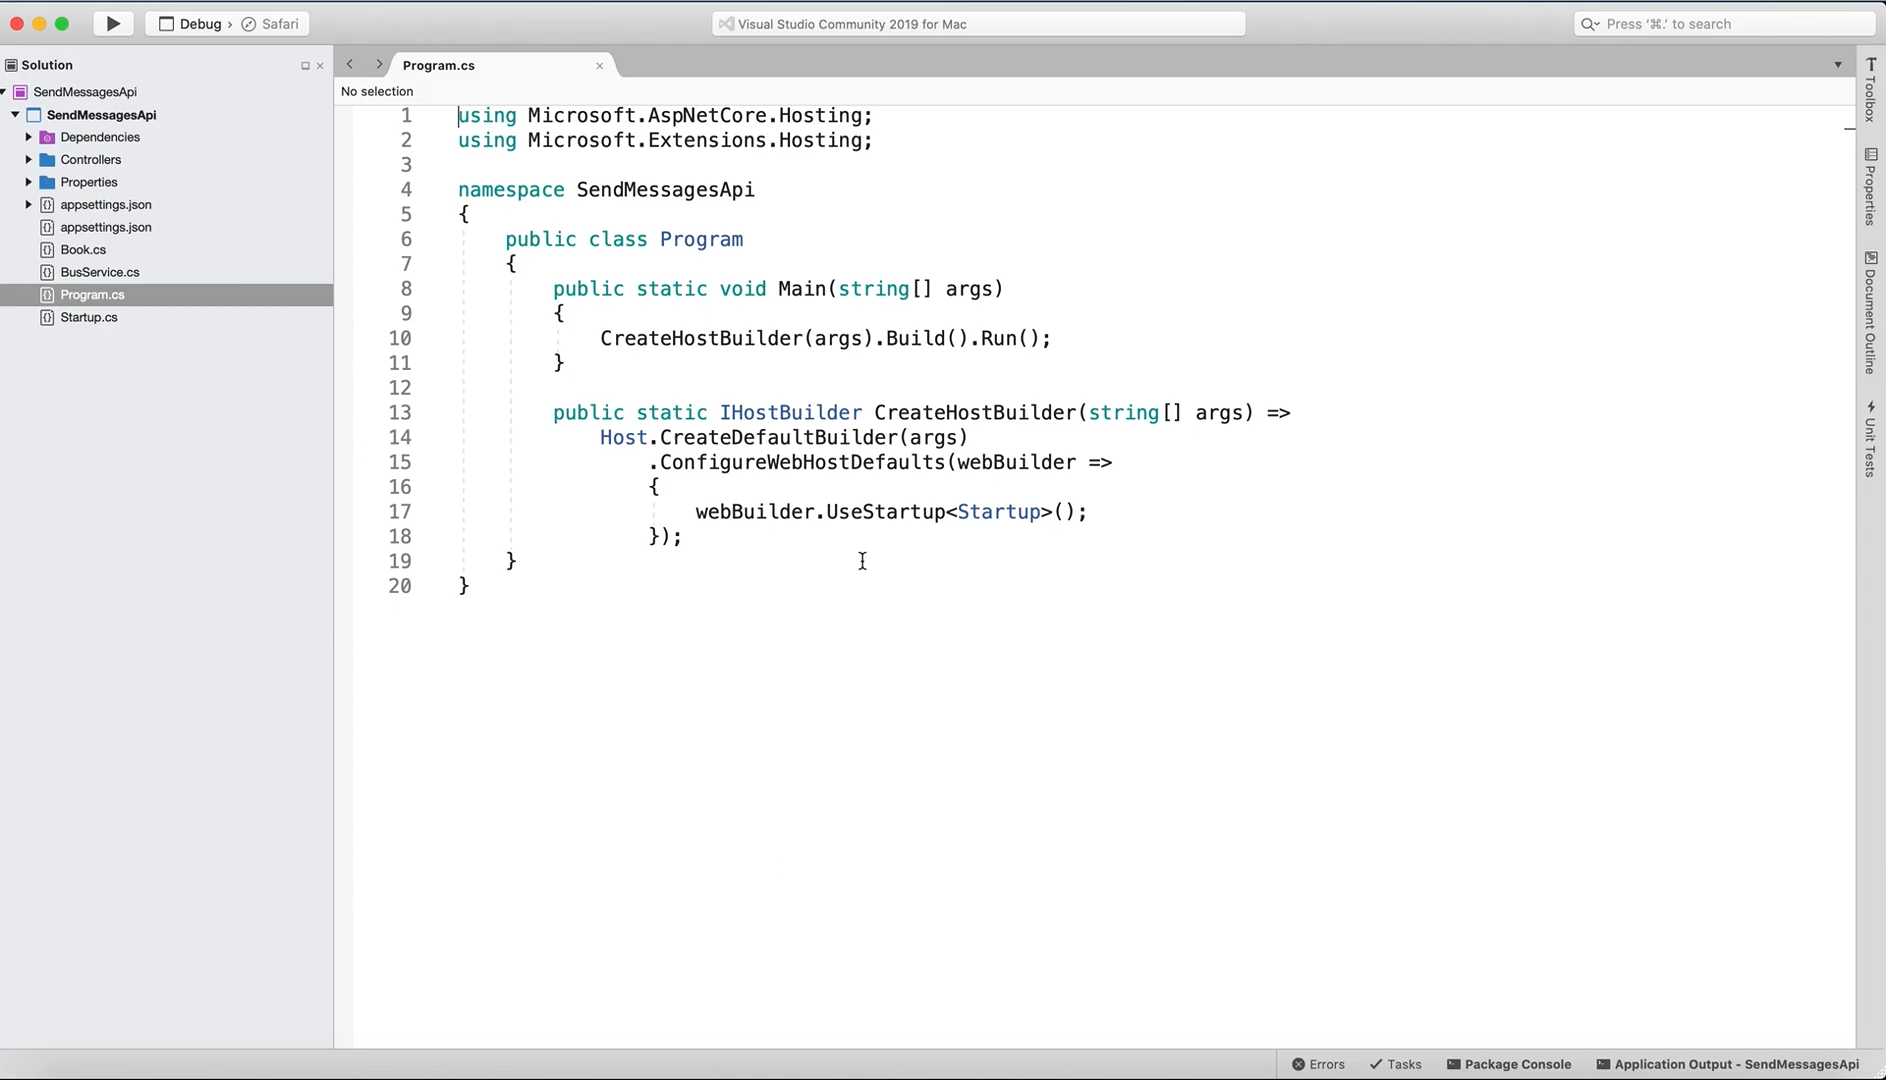 Debug › Safari
Visual Studio Community 2019 for Mac
Press ‘⌘.’ to search
Solution
SendMessagesApi
SendMessagesApi
Dependencies
Controllers
Properties
appsettings.json
appsettings.json
Book.cs
BusService.cs
Program.cs
Startup.cs
Program.cs
No selection
1 using Microsoft.AspNetCore.Hosting;
2 using Microsoft.Extensions.Hosting;
3
4 namespace SendMessagesApi
5 {
6 public class Program
7 {
8 public static void Main(string[] args)
9 {
10 CreateHostBuilder(args).Build().Run();
11 }
12
13 public static IHostBuilder CreateHostBuilder(string[] args) =>
14 Host.CreateDefaultBuilder(args)
15 .ConfigureWebHostDefaults(webBuilder =>
16 {
17 webBuilder.UseStartup<Startup>();
18 });
19 }
20 }
Toolbox
Properties
Document Outline
Unit Tests
Errors
Tasks
Package Console
Application Output - SendMessagesApi